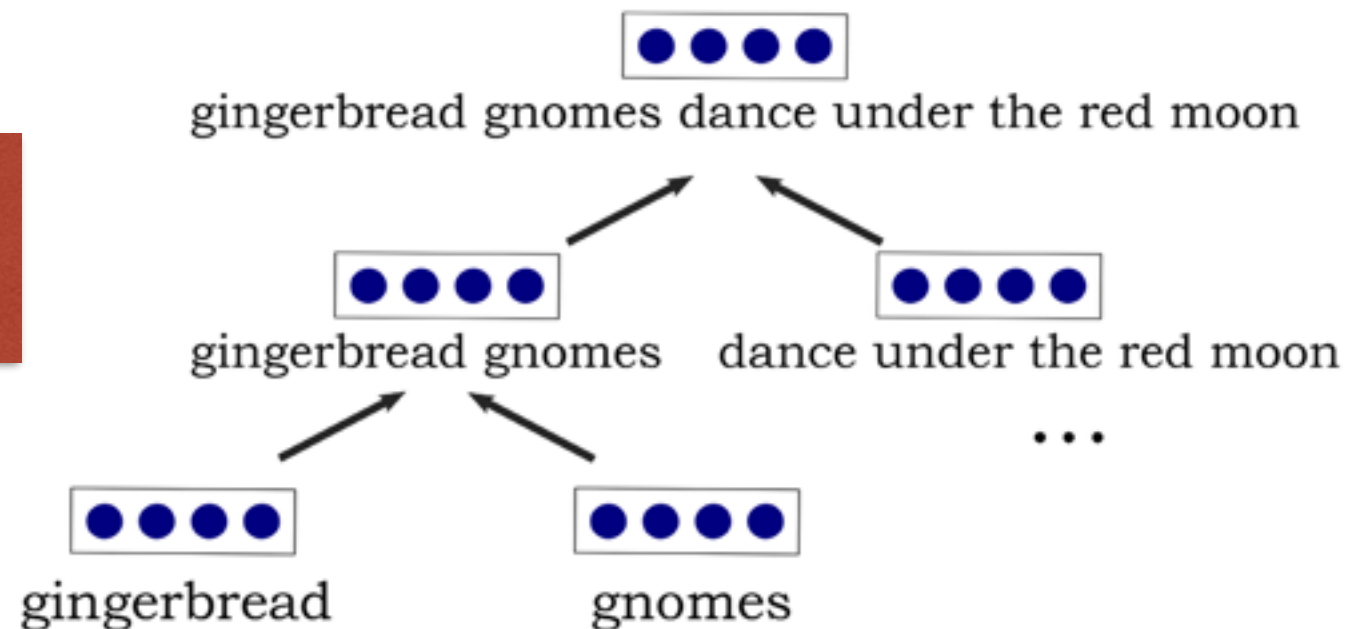 gingerbread gnomes dance under the red moon
gingerbread gnomes
dance under the red moon
...
gingerbread
gnomes